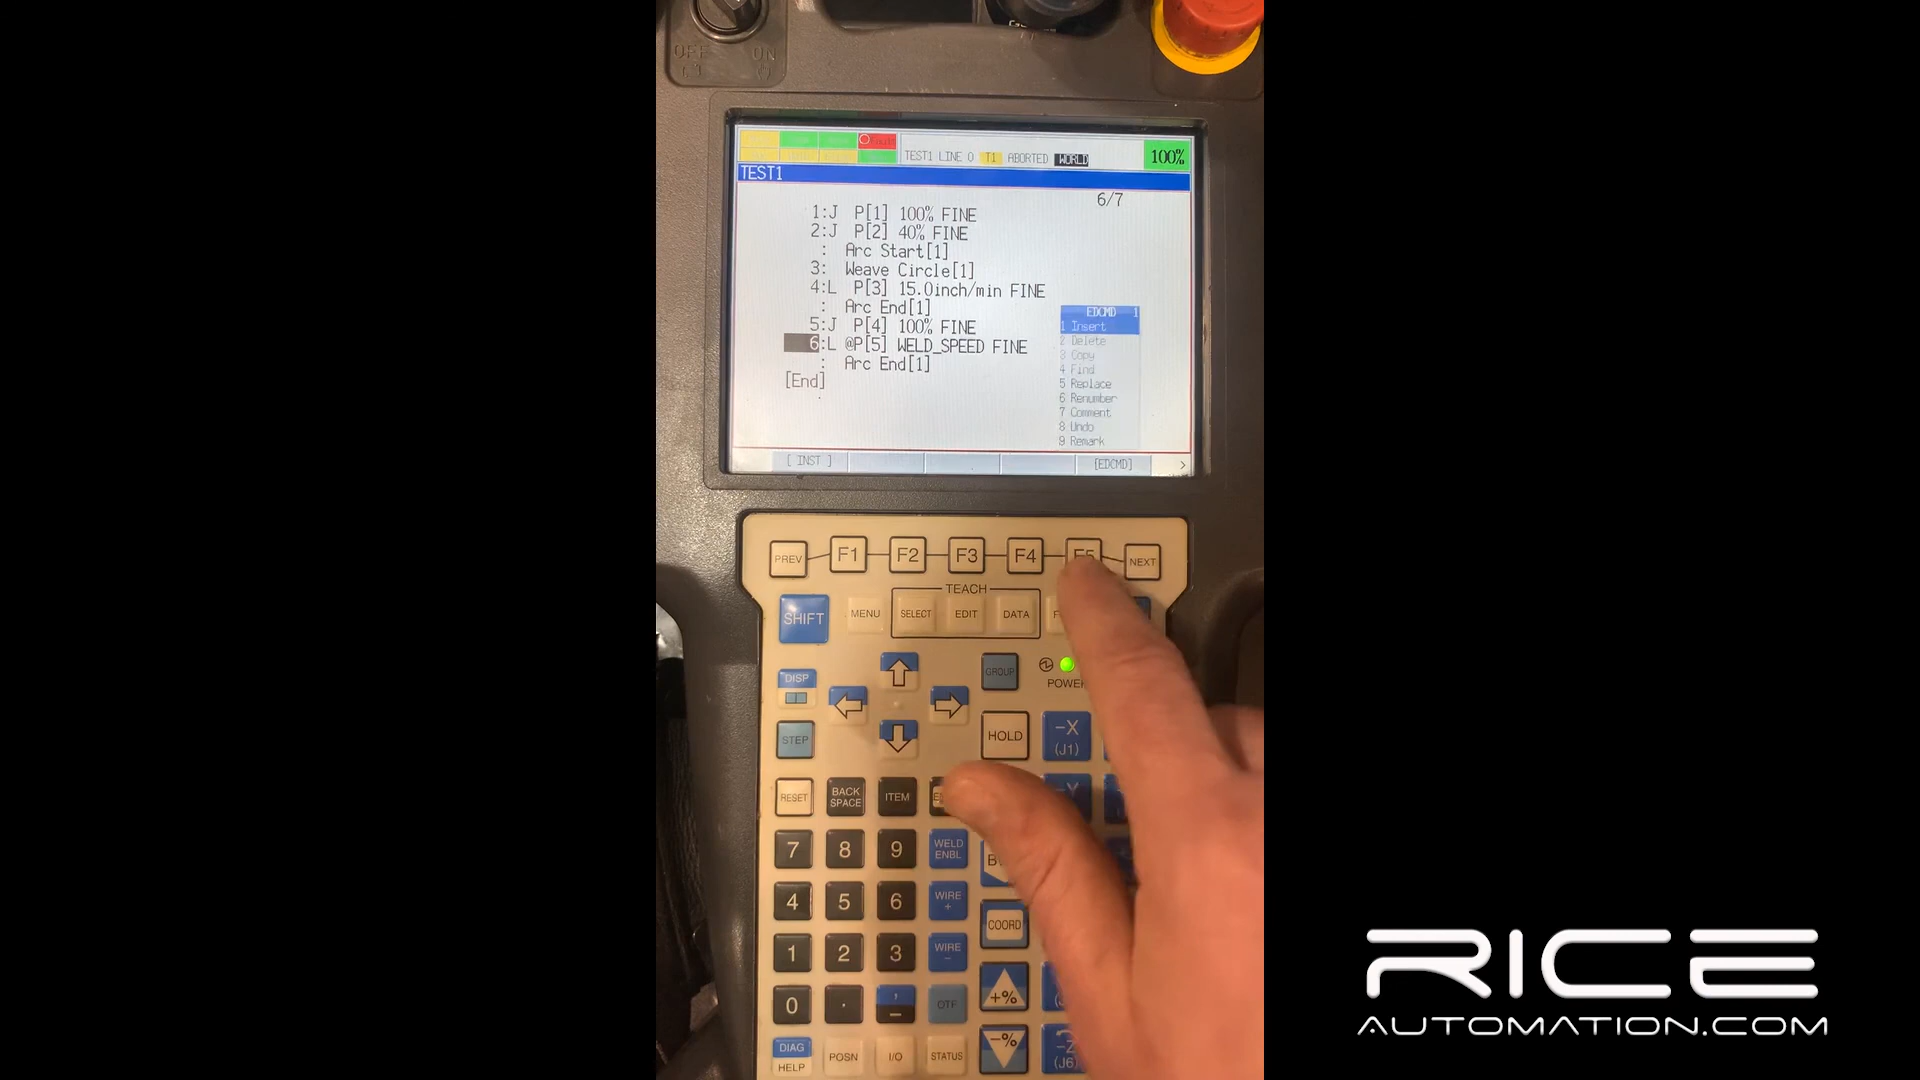 OFF ON
TEST1 LINE 0 T1 ABORTED WORLD
100%
TEST1
6/7
1:J P[1] 100% FINE
2:J P[2] 40% FINE
: Arc Start[1]
3: Weave Circle[1]
4:L P[3] 15.0inch/min FINE
: Arc End[1]
5:J P[4] 100% FINE
6:L @P[5] WELD_SPEED FINE
: Arc End[1]
[End]
EDCMD 1
1 Insert
2 Delete
3 Copy
4 Find
5 Replace
6 Renumber
7 Comment
8 Undo
9 Remark
[ INST ] [EDCMD] >
PREV F1 F2 F3 F4 F5 NEXT
TEACH
SHIFT MENU SELECT EDIT DATA
DISP GROUP
POWER
STEP HOLD -X
(J1)
RESET BACK
SPACE ITEM -Y
7 8 9 WELD
ENBL
4 5 6 WIRE
+
COORD
1 2 3 WIRE
-
+%
0 . , _ OTF
-%
-Z
(J6)
DIAG
HELP POSN I/O STATUS
RICE
AUTOMATION.COM